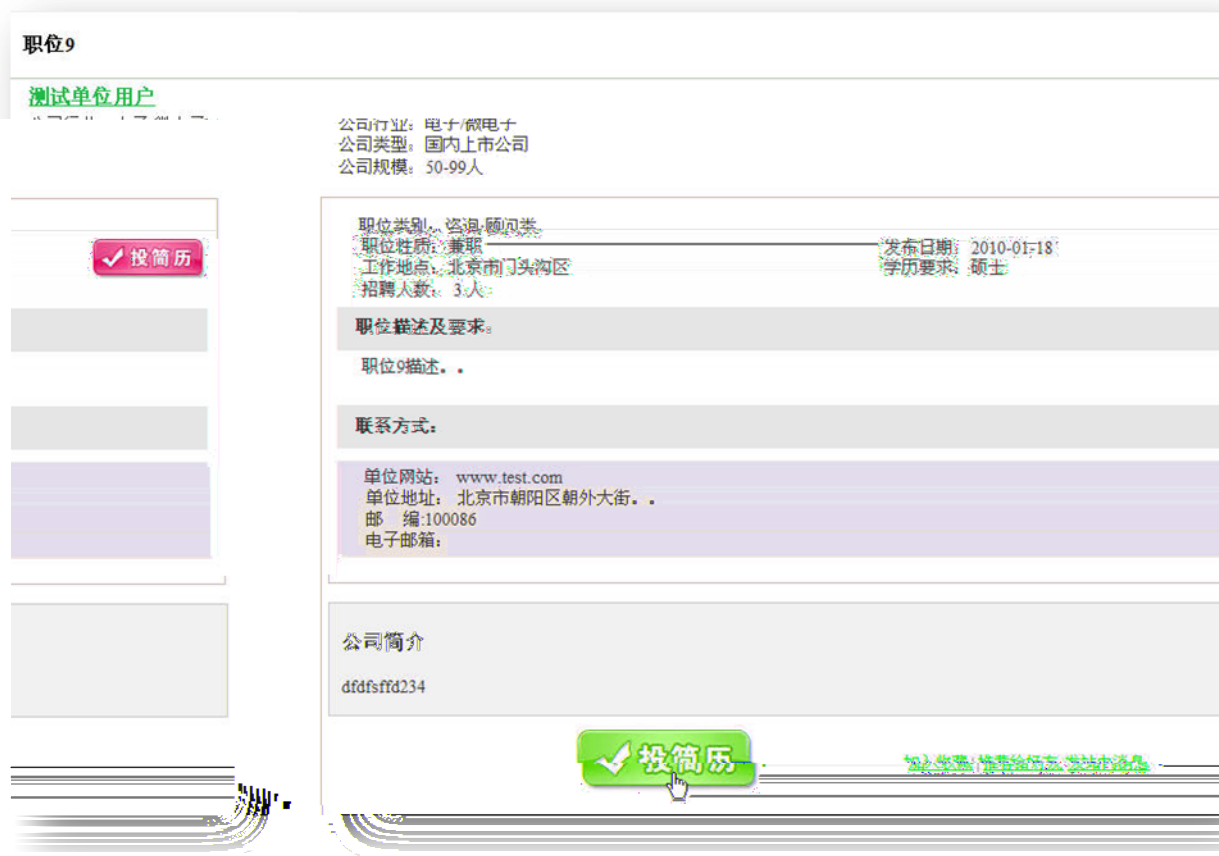 职位9
测试单位用户
公司行业：电子/微电子
公司类型：国内上市公司
公司规模：50-99人
投简历
职位类别：咨询·顾问类
职位性质：兼职
发布日期：2010-01-18
工作地点：北京市门头沟区
学历要求：硕士
招聘人数：3人
职位描述及要求：
职位9描述。。
联系方式：
单位网站： www.test.com
单位地址： 北京市朝阳区朝外大街。。
邮 编:100086
电子邮箱：
公司简介
dfdfsffd234
投简历